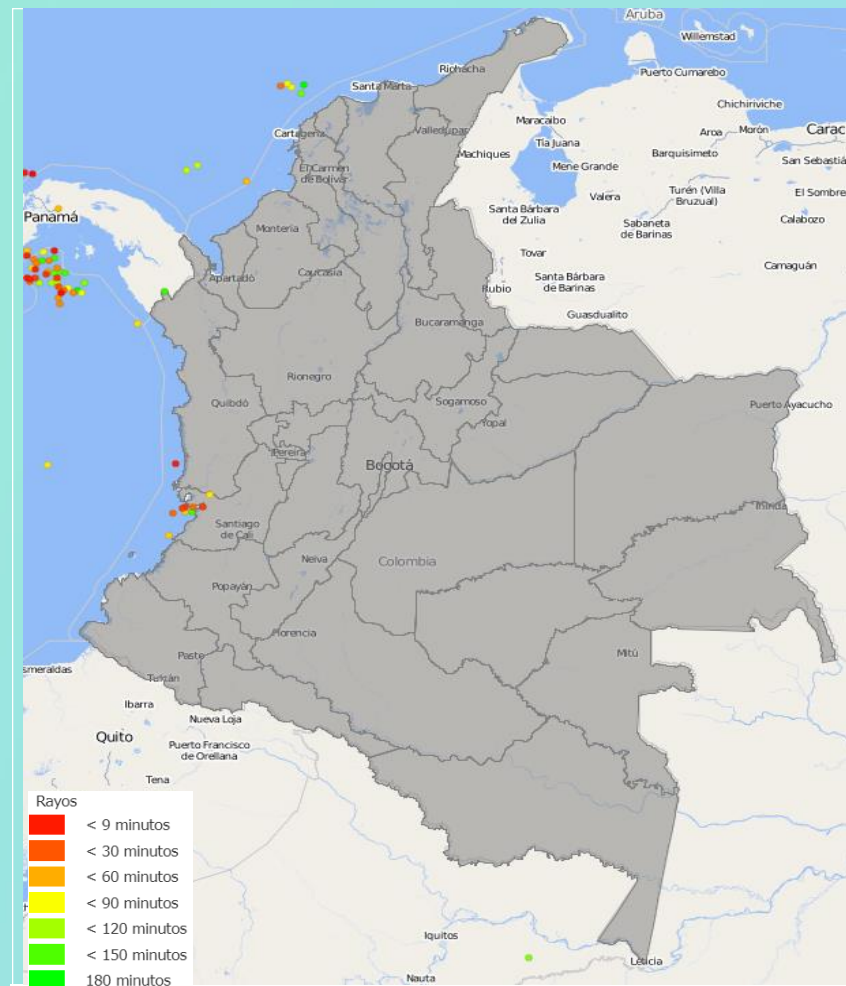 Aruba
Willemstad
Riohacha
Puerto Cumarebo
Santa Marta
Chichiriviche
Maracaibo
Cartagena
Valledupar
Aroa
Morón
Carac
Tía Juana
Machiques
Mene Grande
Barquisimeto
San Sebastiá
El Carmen
de Bolívar
Valera
Turén (Villa
Bruzual)
El Sombre
Panamá
Santa Bárbara
del Zulia
Sabaneta
de Barinas
Calabozo
Montería
Tovar
Camaguán
Caucasia
Apartadó
Santa Bárbara
de Barinas
Rubio
Guasdualito
Bucaramanga
Rionegro
Quibdó
Sogamoso
Puerto Ayacucho
Yopal
Pereira
Bogotá
Inírida
Santiago
de Cali
Neiva
Colombia
Popayán
Florencia
Mitú
Pasto
smeraldas
Tulcán
Ibarra
Nueva Loja
Quito
Puerto Francisco
de Orellana
Tena
Rayos
< 9 minutos
< 30 minutos
< 60 minutos
< 90 minutos
< 120 minutos
< 150 minutos
180 minutos
Iquitos
Leticia
Nauta